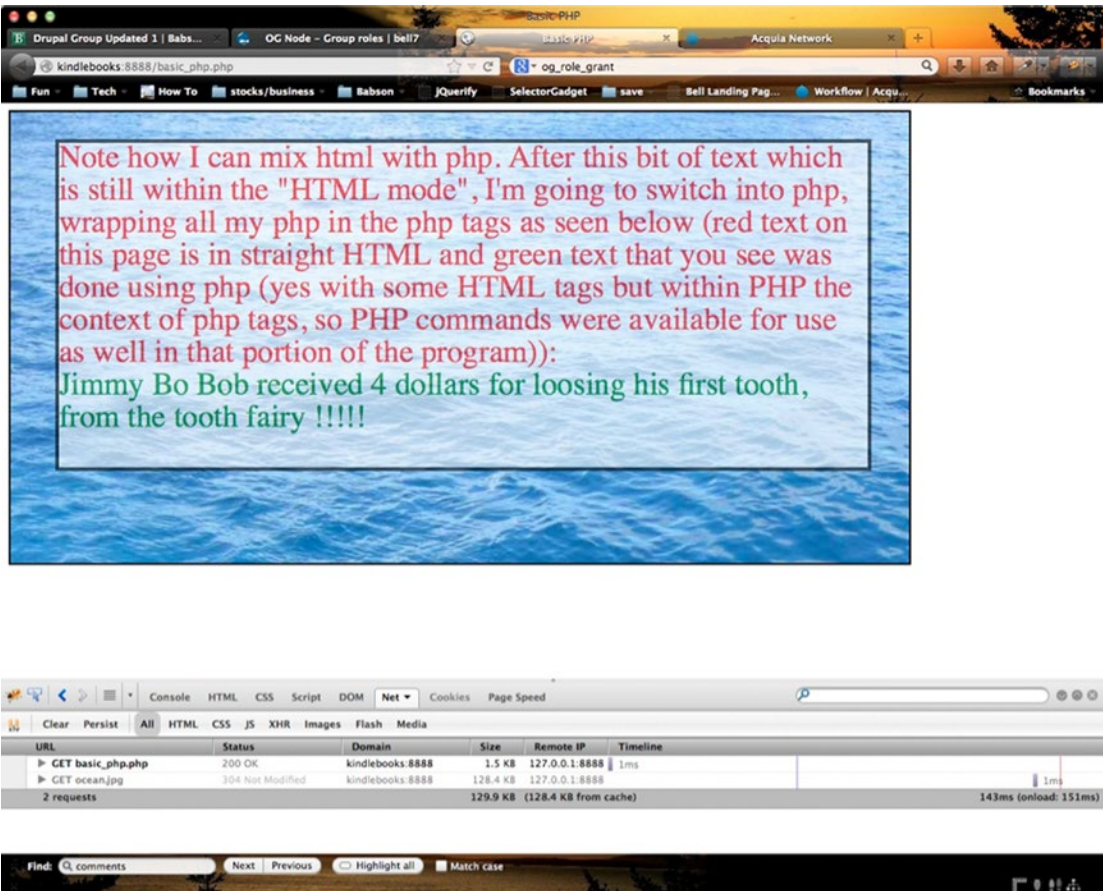 Basic PHP
Drupal Group Updated 1 | Babs... × OG Node – Group roles | bell7 × Basic PHP × Acquia Network × +
kindlebooks:8888/basic_php.php og_role_grant
Fun Tech How To stocks/business Babson jQuerify SelectorGadget save Bell Landing Pag... Workflow | Acqu... Bookmarks
Note how I can mix html with php. After this bit of text which
is still within the "HTML mode", I'm going to switch into php,
wrapping all my php in the php tags as seen below (red text on
this page is in straight HTML and green text that you see was
done using php (yes with some HTML tags but within PHP the
context of php tags, so PHP commands were available for use
as well in that portion of the program)):
Jimmy Bo Bob received 4 dollars for loosing his first tooth,
from the tooth fairy !!!!!
Console HTML CSS Script DOM Net Cookies Page Speed
Clear Persist All HTML CSS JS XHR Images Flash Media
URL Status Domain Size Remote IP Timeline
GET basic_php.php 200 OK kindlebooks:8888 1.5 KB 127.0.0.1:8888 1ms
GET ocean.jpg 304 Not Modified kindlebooks:8888 128.4 KB 127.0.0.1:8888 1ms
2 requests 129.9 KB (128.4 KB from cache) 143ms (onload: 151ms)
Find: comments Next Previous Highlight all Match case